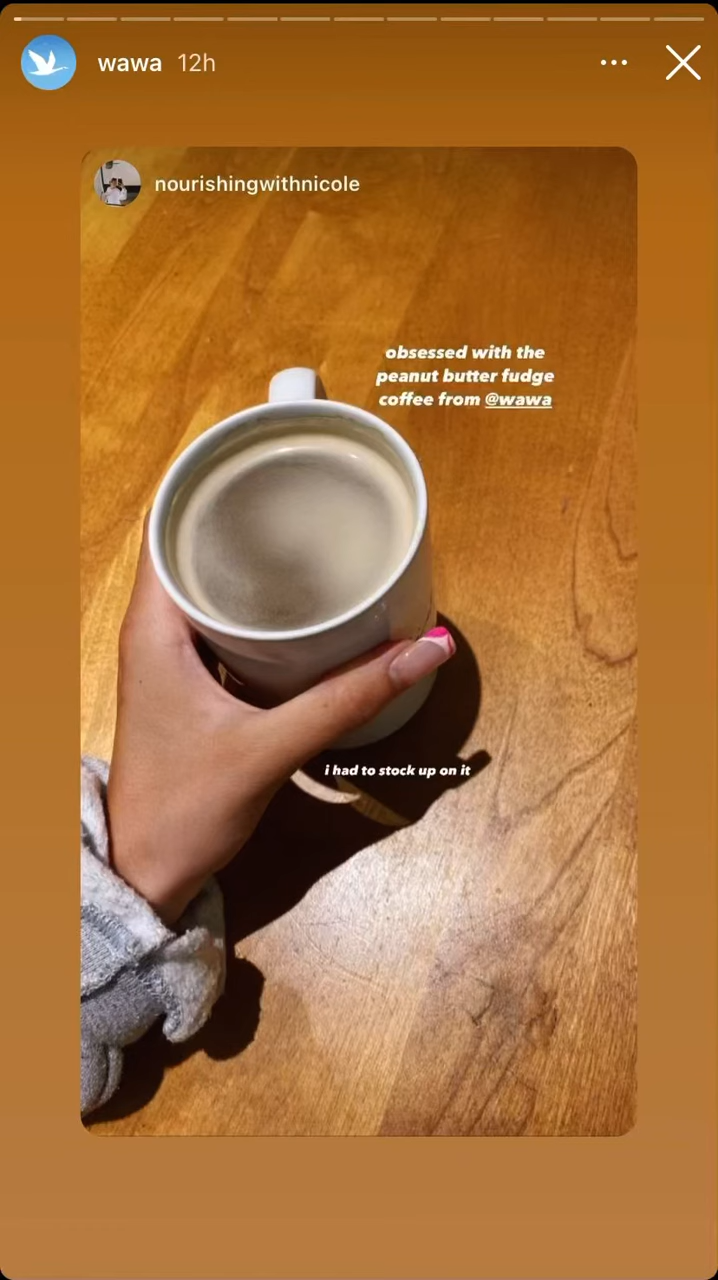 wawa 12h
nourishingwithnicole
obsessed with the
peanut butter fudge
coffee from @wawa
i had to stock up on it